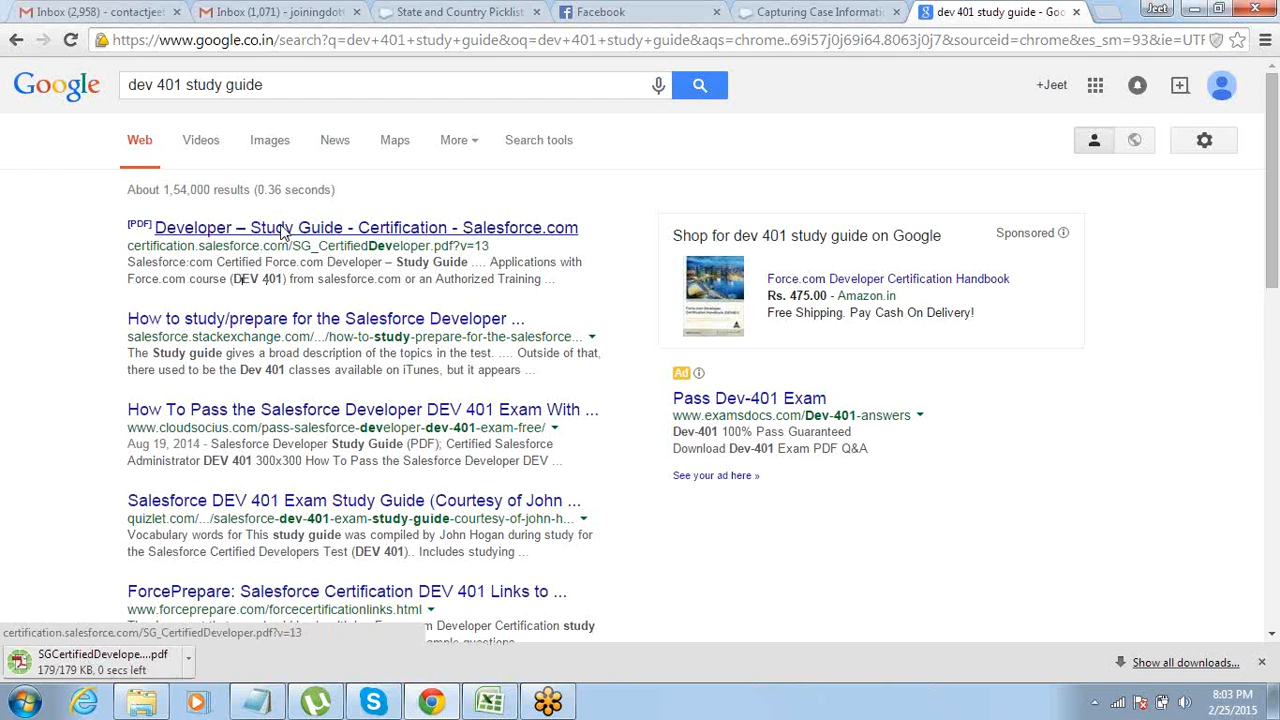 Inbox (2,958) - contactjee
Inbox (1,071) - joiningdot
State and Country Picklist
Facebook
Capturing Case Informati
dev 401 study guide - Goo
Jeet
https://www.google.co.in/search?q=dev+401+study+guide&oq=dev+401+study+guide&aqs=chrome..69i57j0j69i64.8063j0j7&sourceid=chrome&es_sm=93&ie=UTF
Google
dev 401 study guide
+Jeet
Web
Videos
Images
News
Maps
More
Search tools
About 1,54,000 results (0.36 seconds)
[PDF] Developer – Study Guide - Certification - Salesforce.com
certification.salesforce.com/SG_CertifiedDeveloper.pdf?v=13
Salesforce:com Certified Force.com Developer – Study Guide .... Applications with
Force.com course (DEV 401) from salesforce.com or an Authorized Training ...
How to study/prepare for the Salesforce Developer ...
salesforce.stackexchange.com/.../how-to-study-prepare-for-the-salesforce...
The Study guide gives a broad description of the topics in the test. .... Outside of that,
there used to be the Dev 401 classes available on iTunes, but it appears ...
How To Pass the Salesforce Developer DEV 401 Exam With ...
www.cloudsocius.com/pass-salesforce-developer-dev-401-exam-free/
Aug 19, 2014 - Salesforce Developer Study Guide (PDF); Certified Salesforce
Administrator DEV 401 300x300 How To Pass the Salesforce Developer DEV ...
Salesforce DEV 401 Exam Study Guide (Courtesy of John ...
quizlet.com/.../salesforce-dev-401-exam-study-guide-courtesy-of-john-h...
Vocabulary words for This study guide was compiled by John Hogan during study for
the Salesforce Certified Developers Test (DEV 401).. Includes studying ...
ForcePrepare: Salesforce Certification DEV 401 Links to ...
www.forceprepare.com/forcecertificationlinks.html
m Developer Certification study
mple questions
Shop for dev 401 study guide on Google
Sponsored
Force.com Developer Certification Handbook
Rs. 475.00 - Amazon.in
Free Shipping. Pay Cash On Delivery!
Ad
Pass Dev-401 Exam
www.examsdocs.com/Dev-401-answers
Dev-401 100% Pass Guaranteed
Download Dev-401 Exam PDF Q&A
See your ad here »
certification.salesforce.com/SG_CertifiedDeveloper.pdf?v=13
SGCertifiedDevelope....pdf
179/179 KB, 0 secs left
Show all downloads...
8:03 PM
2/25/2015